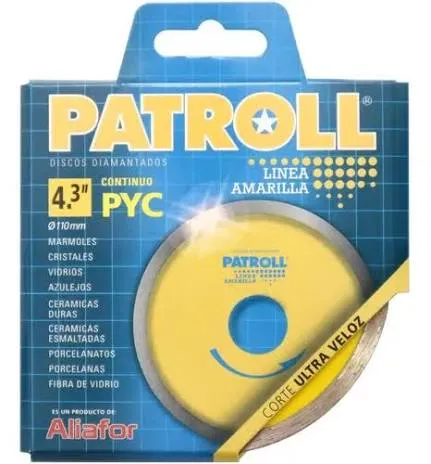 PATROLL®
DISCOS DIAMANTADOS
LINEA
AMARILLA
4.3"
CONTINUO
PYC
Ø110mm
MARMOLES
CRISTALES
VIDRIOS
AZULEJOS
CERAMICAS
DURAS
CERAMICAS
ESMALTADAS
PORCELANATOS
PORCELANAS
FIBRA DE VIDRIO
PATROLL
LINEA
AMARILLA
CORTE ULTRA VELOZ
ES UN PRODUCTO DE:
Aliafor